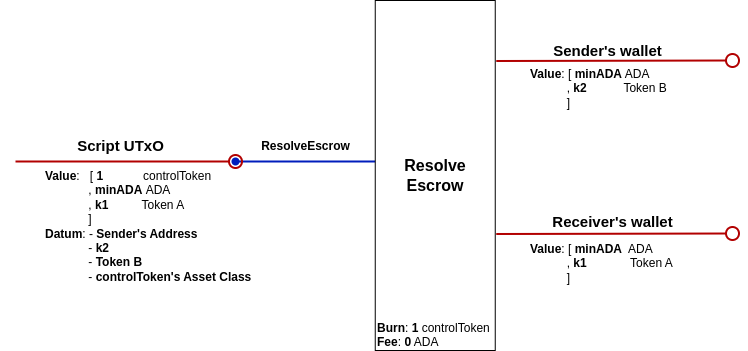 Script UTxO
Value: [ 1 controlToken
, minADA ADA
, k1 Token A
]
Datum: - Sender's Address
- k2
- Token B
- controlToken's Asset Class
ResolveEscrow
Resolve
Escrow
Burn: 1 controlToken
Fee: 0 ADA
Sender's wallet
Value: [ minADA ADA
, k2 Token B
]
Receiver's wallet
Value: [ minADA ADA
, k1 Token A
]